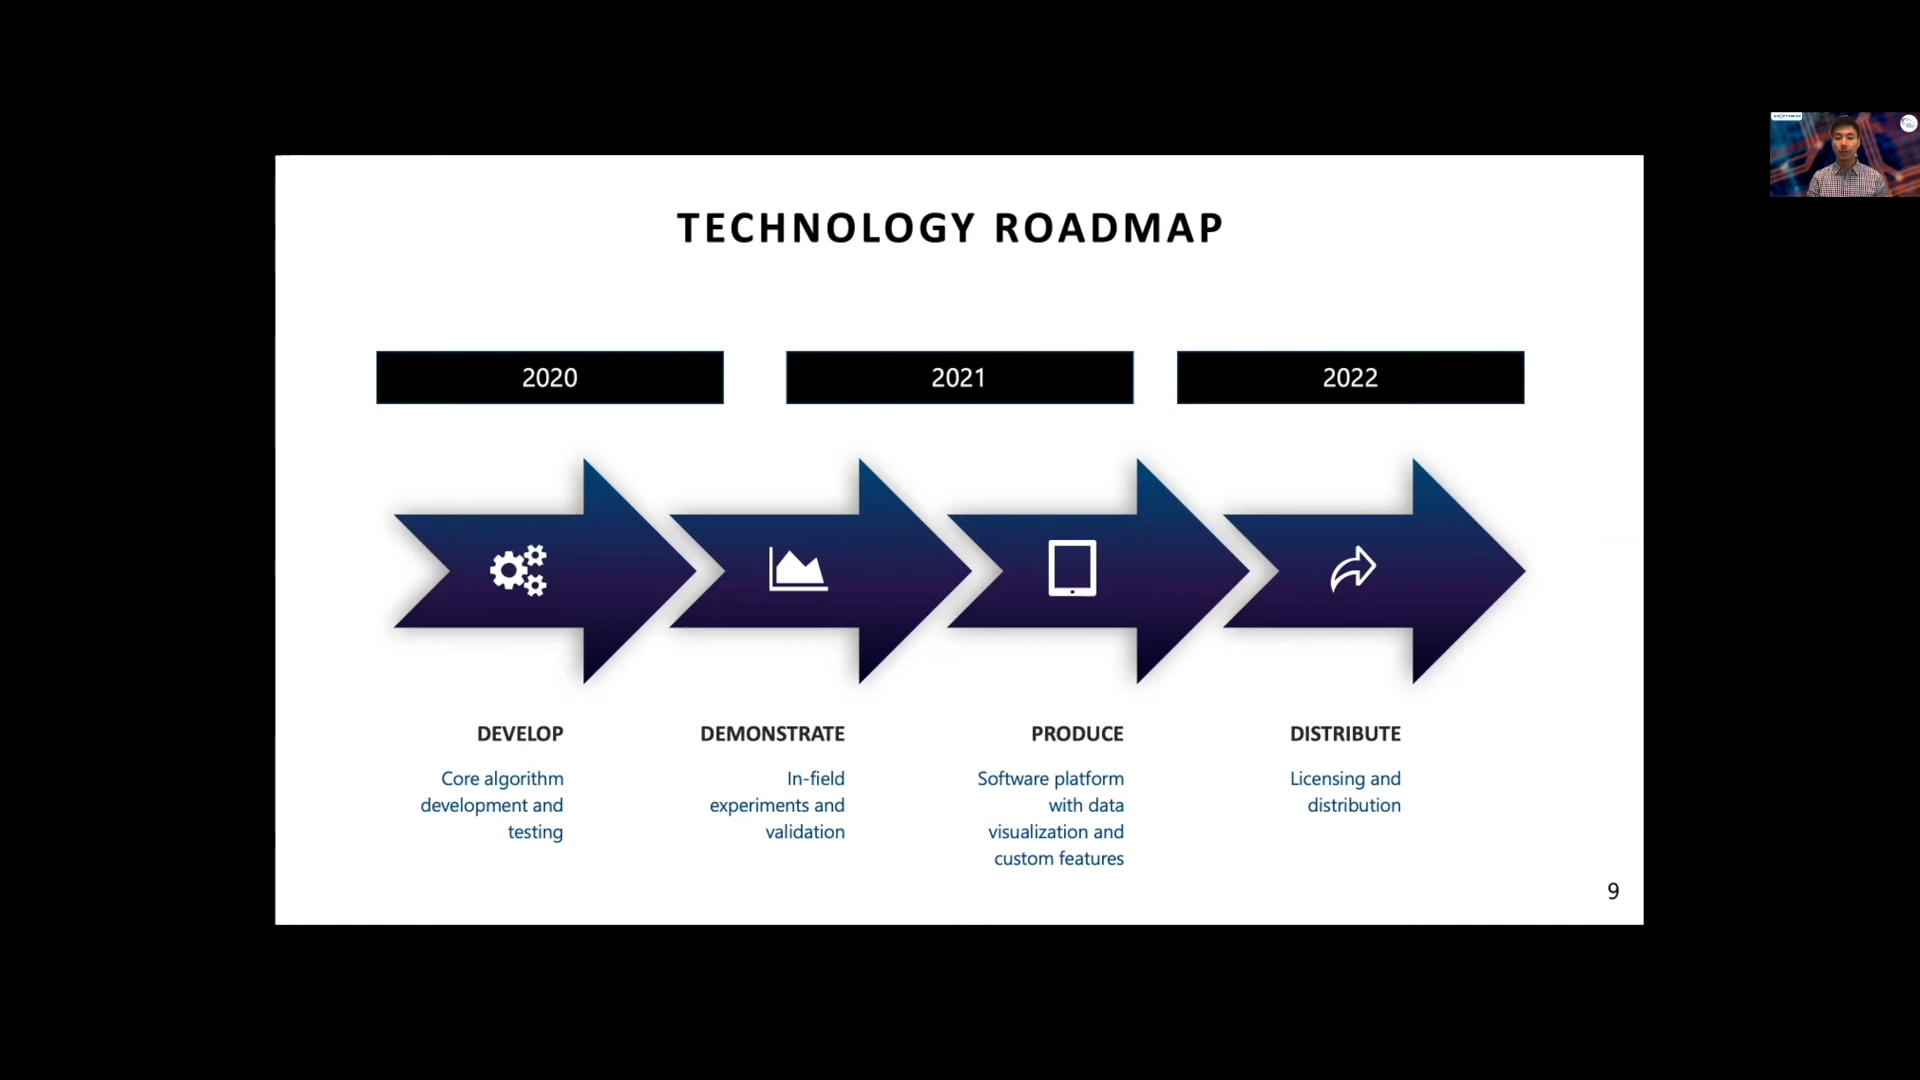 TECHNOLOGY ROADMAP
2020
2021
2022
DEVELOP
Core algorithm
development and
testing
DEMONSTRATE
In-field
experiments and
validation
PRODUCE
Software platform
with data
visualization and
custom features
DISTRIBUTE
Licensing and
distribution
9